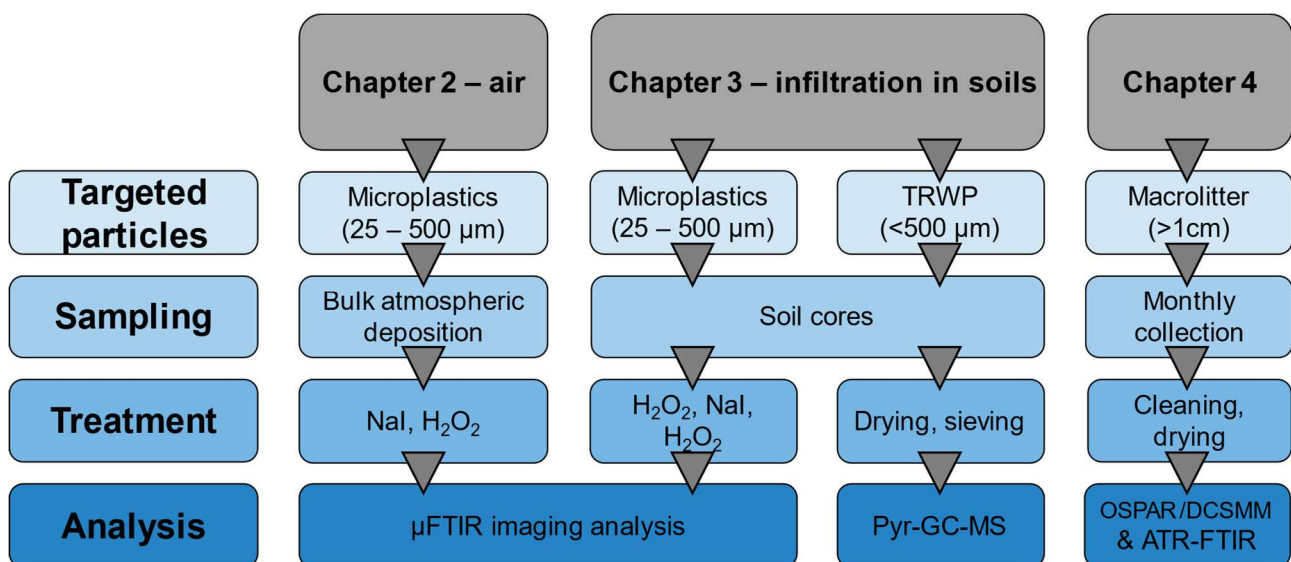 Chapter 2 – air
Chapter 3 – infiltration in soils
Chapter 4
Targeted
particles
Microplastics
(25 – 500 µm)
Microplastics
(25 – 500 µm)
TRWP
(<500 µm)
Macrolitter
(>1cm)
Sampling
Bulk atmospheric
deposition
Soil cores
Monthly
collection
Treatment
NaI, H₂O₂
H₂O₂, NaI,
H₂O₂
Drying, sieving
Cleaning,
drying
Analysis
µFTIR imaging analysis
Pyr-GC-MS
OSPAR/DCSMM
& ATR-FTIR